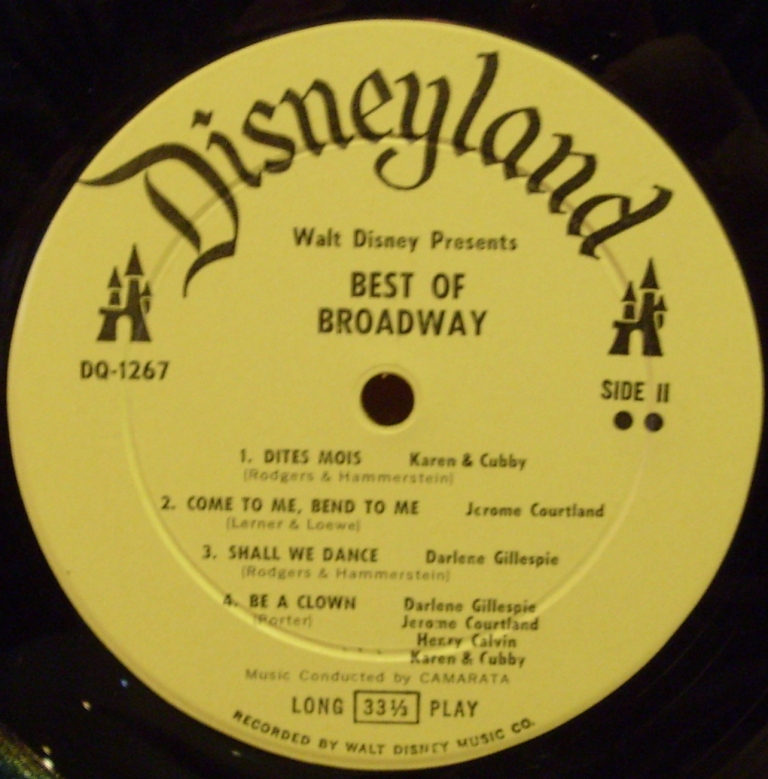 Disneyland
Walt Disney Presents
BEST OF
BROADWAY
DQ-1267
SIDE II
1. DITES MOIS Karen & Cubby
(Rodgers & Hammerstein)
2. COME TO ME, BEND TO ME Jerome Courtland
(Lerner & Loewe)
3. SHALL WE DANCE Darlene Gillespie
(Rodgers & Hammerstein)
4. BE A CLOWN Darlene Gillespie
(Porter) Jerome Courtland
Henry Calvin
Karen & Cubby
Music Conducted by CAMARATA
LONG 33⅓ PLAY
RECORDED BY WALT DISNEY MUSIC CO.